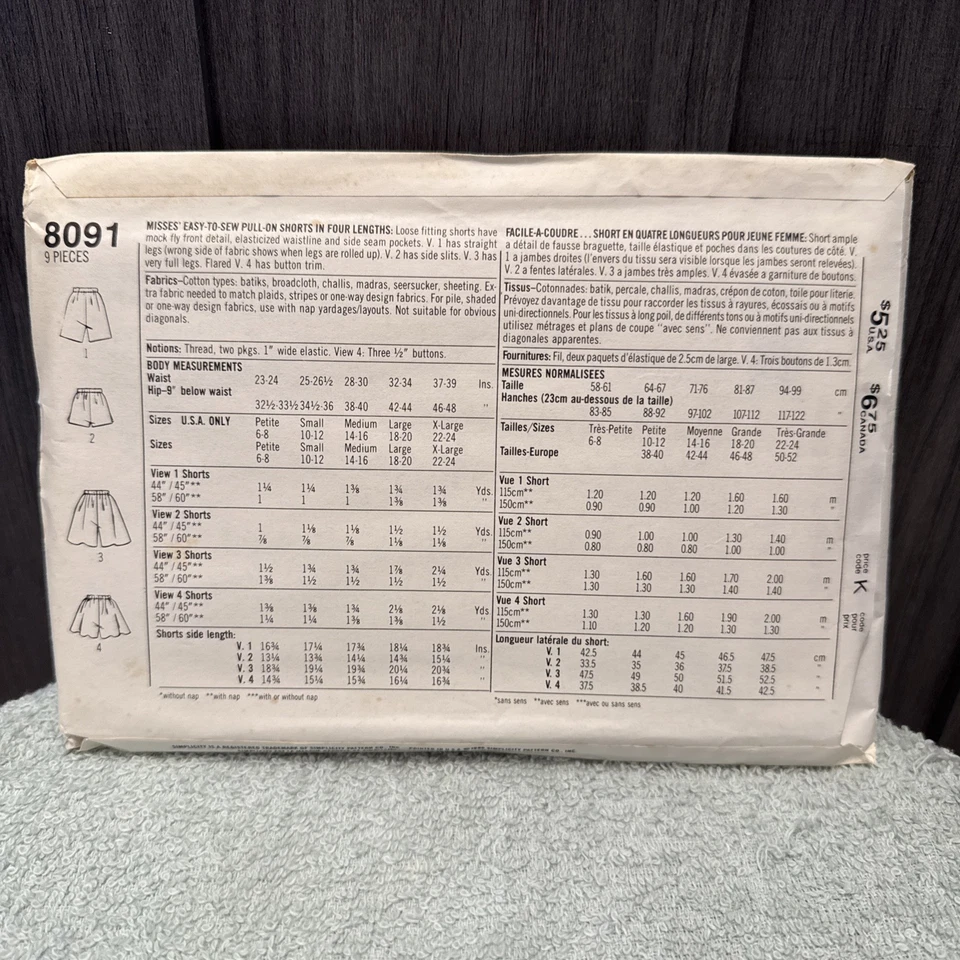 8091
9 PIECES
1
2
3
4
MISSES' EASY-TO-SEW PULL-ON SHORTS IN FOUR LENGTHS: Loose fitting shorts have
mock fly front detail, elasticized waistline and side seam pockets. V. 1 has straight
legs (wrong side of fabric shows when legs are rolled up). V. 2 has side slits. V. 3 has
very full legs. Flared V. 4 has button trim.
Fabrics–Cotton types: batiks, broadcloth, challis, madras, seersucker, sheeting. Ex-
tra fabric needed to match plaids, stripes or one-way design fabrics. For pile, shaded
or one-way design fabrics, use with nap yardages/layouts. Not suitable for obvious
diagonals.
Notions: Thread, two pkgs. 1" wide elastic. View 4: Three ½" buttons.
BODY MEASUREMENTS
Waist 23-24 25-26½ 28-30 32-34 37-39 Ins.
Hip–9" below waist
32½-33½ 34½-36 38-40 42-44 46-48 "
Sizes U.S.A. ONLY Petite Small Medium Large X-Large
6-8 10-12 14-16 18-20 22-24
Sizes Petite Small Medium Large X-Large
6-8 10-12 14-16 18-20 22-24
View 1 Shorts
44" / 45"** 1¼ 1¼ 1⅜ 1¾ 1¾ Yds.
58" / 60"** 1 1 1 1⅜ 1⅜ "
View 2 Shorts
44" / 45"** 1 1⅛ 1⅛ 1½ 1½ Yds.
58" / 60"** ⅞ ⅞ ⅞ 1⅛ 1⅛ "
View 3 Shorts
44" / 45"** 1½ 1¾ 1¾ 1⅞ 2¼ Yds.
58" / 60"** 1⅜ 1½ 1½ 1½ 1½ "
View 4 Shorts
44" / 45"** 1⅜ 1⅜ 1¾ 2⅛ 2⅛ Yds.
58" / 60"** 1¼ 1¼ 1⅜ 1⅜ 1½ "
Shorts side length:
V. 1 16¾ 17¼ 17¾ 18¼ 18¾ Ins.
V. 2 13¼ 13¾ 14¼ 14¾ 15¼ "
V. 3 18¾ 19¼ 19¾ 20¼ 20¾ "
V. 4 14¾ 15¼ 15¾ 16¼ 16¾ "
*without nap **with nap ***with or without nap
FACILE-A-COUDRE... SHORT EN QUATRE LONGUEURS POUR JEUNE FEMME: Short ample
a détail de fausse braguette, taille élastique et poches dans les coutures de côté. V.
1 a jambes droites (l'envers du tissu sera visible lorsque les jambes seront relevées).
V. 2 a fentes latérales. V. 3 a jambes très amples. V. 4 évasée a garniture de boutons.
Tissus–Cotonnades: batik, percale, challis, madras, crépon de coton, toile pour literie.
Prévoyez davantage de tissu pour raccorder les tissus à rayures, écossais ou à motifs
uni-directionnels. Pour les tissus à long poil, de différents tons ou à motifs uni-directionnels
utilisez métrages et plans de coupe "avec sens". Ne conviennent pas aux tissus à
diagonales apparentes.
Fournitures: Fil, deux paquets d'élastique de 2.5cm de large. V. 4: Trois boutons de 1.3cm.
MESURES NORMALISEES
Taille 58-61 64-67 71-76 81-87 94-99 cm
Hanches (23cm au-dessous de la taille)
83-85 88-92 97-102 107-112 117-122 "
Tailles/Sizes Très-Petite Petite Moyenne Grande Très-Grande
6-8 10-12 14-16 18-20 22-24
Tailles-Europe 38-40 42-44 46-48 50-52
Vue 1 Short
115cm** 1.20 1.20 1.20 1.60 1.60 m
150cm** 0.90 0.90 1.00 1.20 1.30 "
Vue 2 Short
115cm** 0.90 1.00 1.00 1.30 1.40 m
150cm** 0.80 0.80 0.80 1.00 1.00 "
Vue 3 Short
115cm** 1.30 1.60 1.60 1.70 2.00 m
150cm** 1.30 1.30 1.30 1.40 1.40 "
Vue 4 Short
115cm** 1.30 1.30 1.60 1.90 2.00 m
150cm** 1.10 1.20 1.20 1.30 1.30 "
Longueur latérale du short:
V. 1 42.5 44 45 46.5 47.5 cm
V. 2 33.5 35 36 37.5 38.5 "
V. 3 47.5 49 50 51.5 52.5 "
V. 4 37.5 38.5 40 41.5 42.5 "
*sans sens **avec sens ***avec ou sans sens
$5.25
U.S.A.
$6.75
CANADA
price
code
K
code
pour
prix
SIMPLICITY IS A REGISTERED TRADEMARK OF SIMPLICITY PATTERN CO., INC.
SIMPLICITY PATTERN CO. INC.